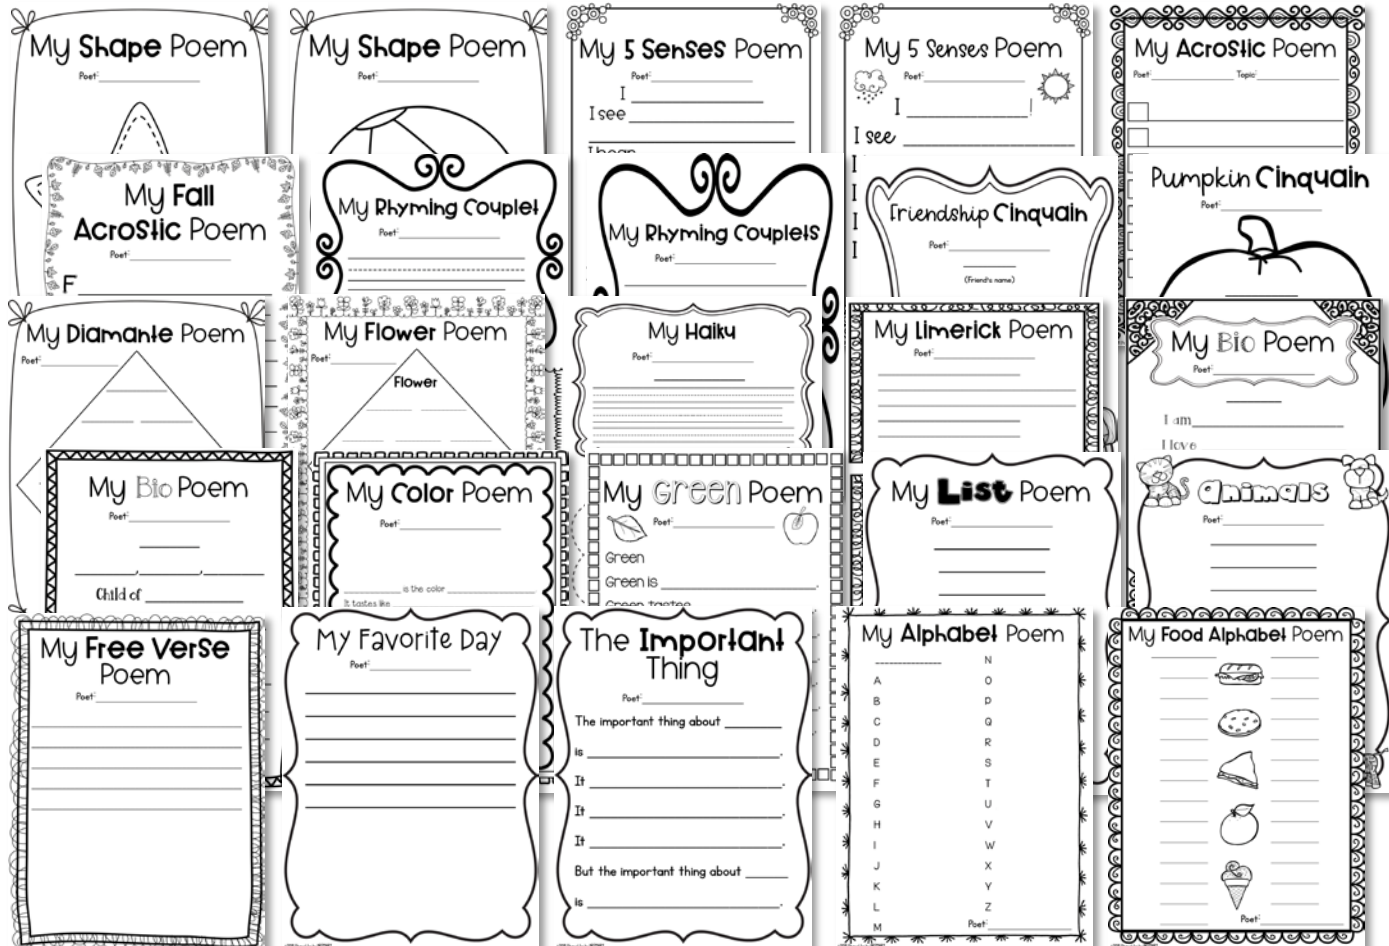 My Shape Poem
Poet:
My Shape Poem
Poet:
My 5 Senses Poem
Poet:
I
I see
I hear
My 5 Senses Poem
Poet:
I !
I see
I
I
I
I
My Acrostic Poem
Poet: Topic:
My Fall
Acrostic Poem
Poet:
F
My Rhyming Couplet
Poet:
My Rhyming Couplets
Poet:
Friendship Cinquain
Poet:
(Friend's name)
Pumpkin Cinquain
Poet:
My Diamante Poem
Poet:
My Flower Poem
Poet:
Flower
My Haiku
Poet:
My Limerick Poem
Poet:
My Bio Poem
Poet:
I am
I love
My Bio Poem
Poet:
, ,
Child of
My Color Poem
Poet:
is the color
It tastes like
My Green Poem
Poet:
Green
Green is .
Green tastes
My List Poem
Poet:
Animals
Poet:
My Free Verse
Poem
Poet:
My Favorite Day
Poet:
The Important
Thing
Poet:
The important thing about
is .
It .
It .
It .
But the important thing about
is .
My Alphabet Poem
A
B
C
D
E
F
G
H
I
J
K
L
M
N
O
P
Q
R
S
T
U
V
W
X
Y
Z
Poet:
My Food Alphabet Poem
Poet: